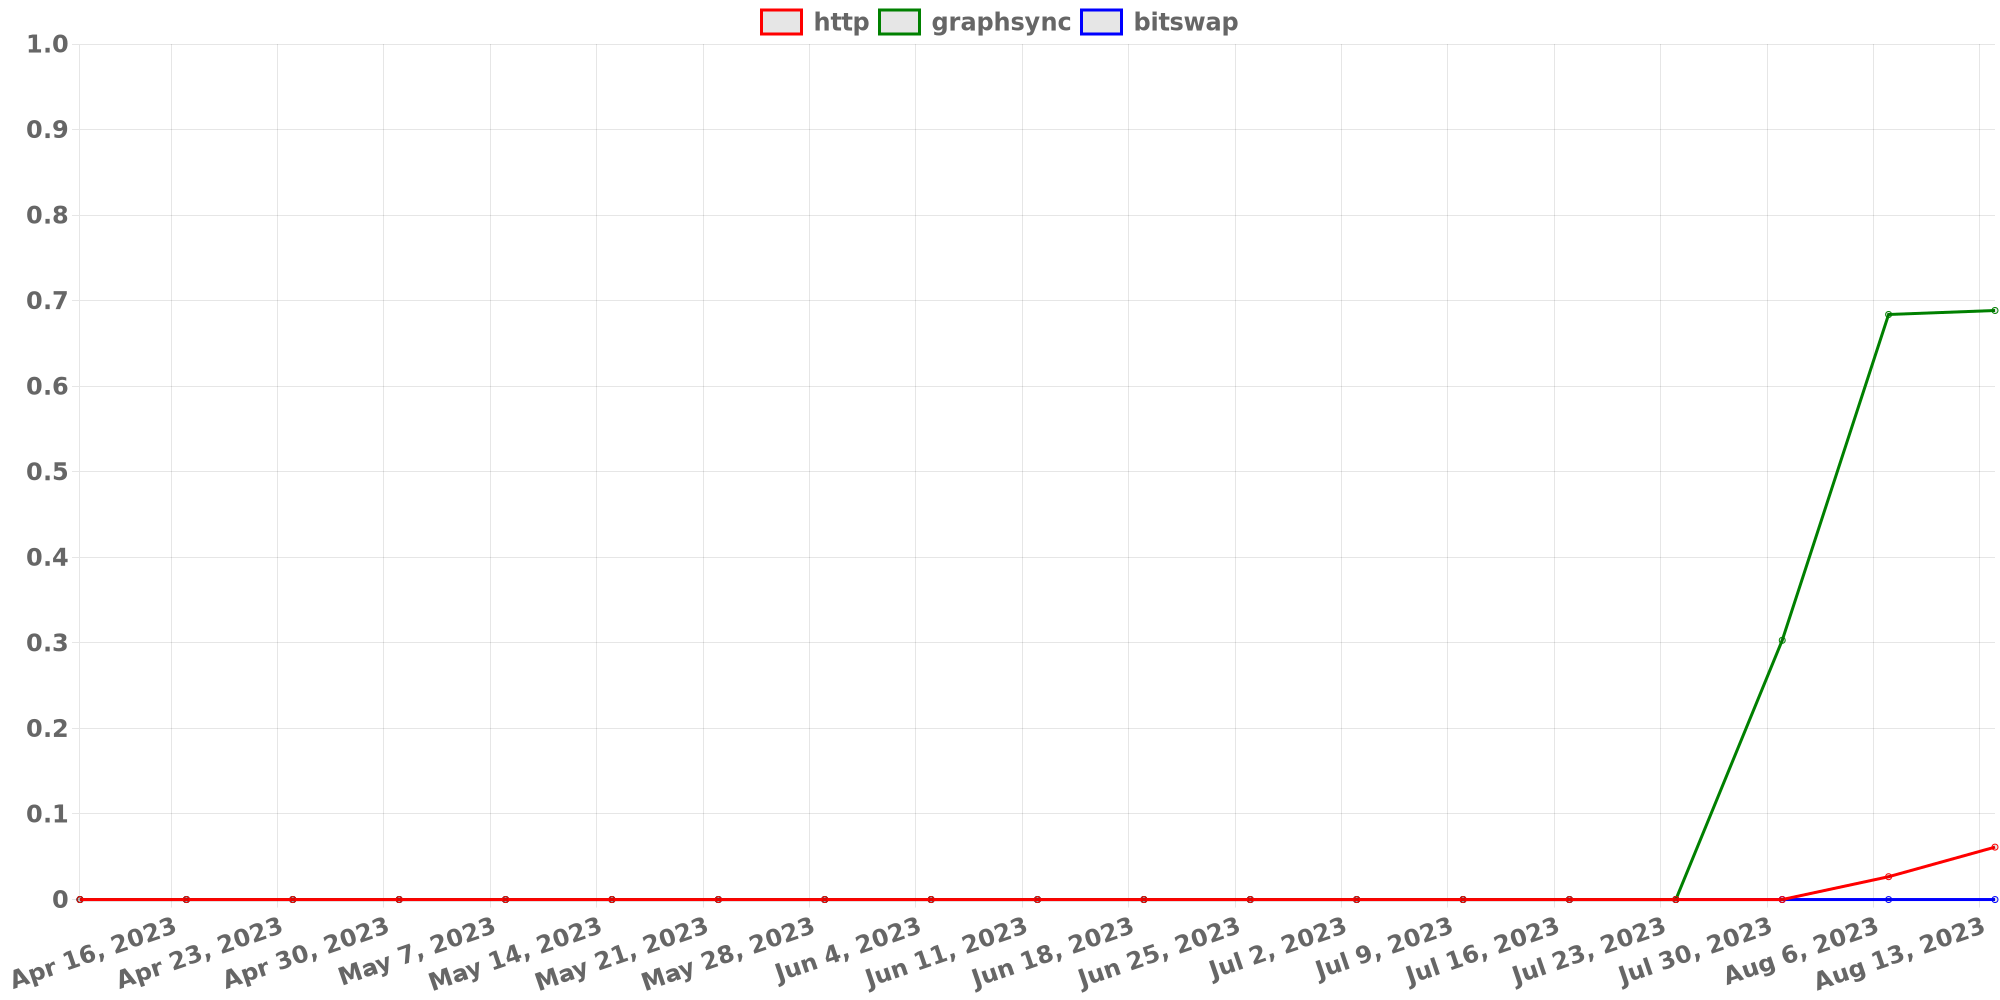 http graphsync bitswap
1.0
0.9
0.8
0.7
0.6
0.5
0.4
0.3
0.2
0.1
0
Apr 16, 2023
Apr 23, 2023
Apr 30, 2023
May 7, 2023
May 14, 2023
May 21, 2023
May 28, 2023
Jun 4, 2023
Jun 11, 2023
Jun 18, 2023
Jun 25, 2023
Jul 2, 2023
Jul 9, 2023
Jul 16, 2023
Jul 23, 2023
Jul 30, 2023
Aug 6, 2023
Aug 13, 2023